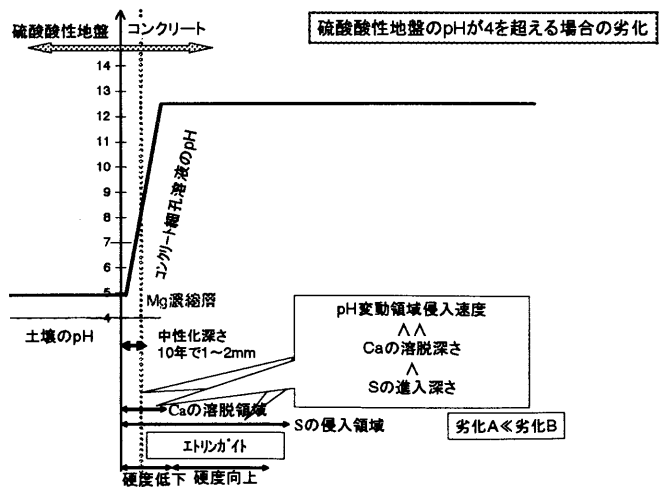 硫酸酸性地盤のpHが4を超える場合の劣化
硫酸酸性地盤
コンクリート
14
13
12
11
10
9
8
7
6
5
4
コンクリート細孔溶液のpH
Mg濃縮層
土壌のpH
中性化深さ
10年で1～2mm
pH変動領域侵入速度
＾＾
Caの溶脱深さ
＾
Sの進入深さ
Caの溶脱領域
Sの侵入領域
劣化A≪劣化B
エトリンガイト
硬度低下
硬度向上